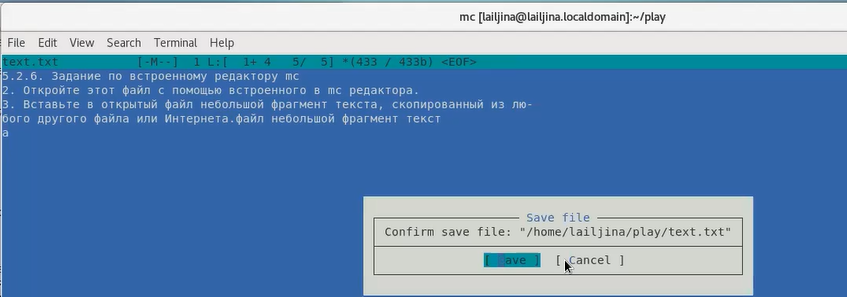 mc [lailjina@lailjina.localdomain]:~/play
File Edit View Search Terminal Help
text.txt [-M--] 1 L:[ 1+ 4 5/ 5] *(433 / 433b) <EOF>
5.2.6. Задание по встроенному редактору mc
2. Откройте этот файл с помощью встроенного в mc редактора.
3. Вставьте в открытый файл небольшой фрагмент текста, скопированный из лю-
бого другого файла или Интернета.файл небольшой фрагмент текст
а
Save file
Confirm save file: "/home/lailjina/play/text.txt"
[ Save ] [ Cancel ]